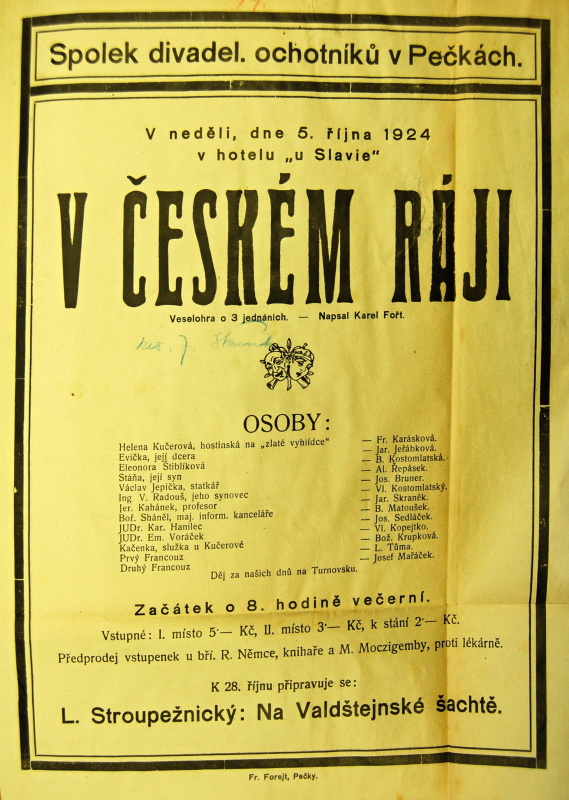 Spolek divadel. ochotníků v Pečkách.
V neděli, dne 5. října 1924
v hotelu „u Slavie“
V ČESKÉM RÁJI
Veselohra o 3 jednáních. — Napsal Karel Fořt.
OSOBY:
Helena Kučerová, hostinská na „zlaté vyhlídce“ — Fr. Karásková.
Evička, její dcera — Jar. Jeřábková.
Eleonora Štiblíková — B. Kostomlatská.
Stáňa, její syn — Al. Řepásek.
Václav Jepička, statkář — Jos. Bruner.
Ing V. Radouš, jeho synovec — Vl. Kostomlatský.
Jer. Kahánek, profesor — Jar. Skraněk.
Boř. Sháněl, maj. inform. kanceláře — B. Matoušek.
JUDr. Kar. Hanilec — Jos. Sedláček.
JUDr. Em. Voráček — Vl. Kopejtko.
Kačenka, služka u Kučerové — Bož. Krupková.
Prvý Francouz — L. Tůma.
Druhý Francouz — Josef Mařáček.
Děj za našich dnů na Turnovsku.
Začátek o 8. hodině večerní.
Vstupné: I. místo 5·— Kč, II. místo 3·— Kč, k stání 2·— Kč.
Předprodej vstupenek u bří. R. Němce, knihaře a M. Moczigemby, proti lékárně.
K 28. říjnu připravuje se:
L. Stroupežnický: Na Valdštejnské šachtě.
Fr. Forejt, Pečky.